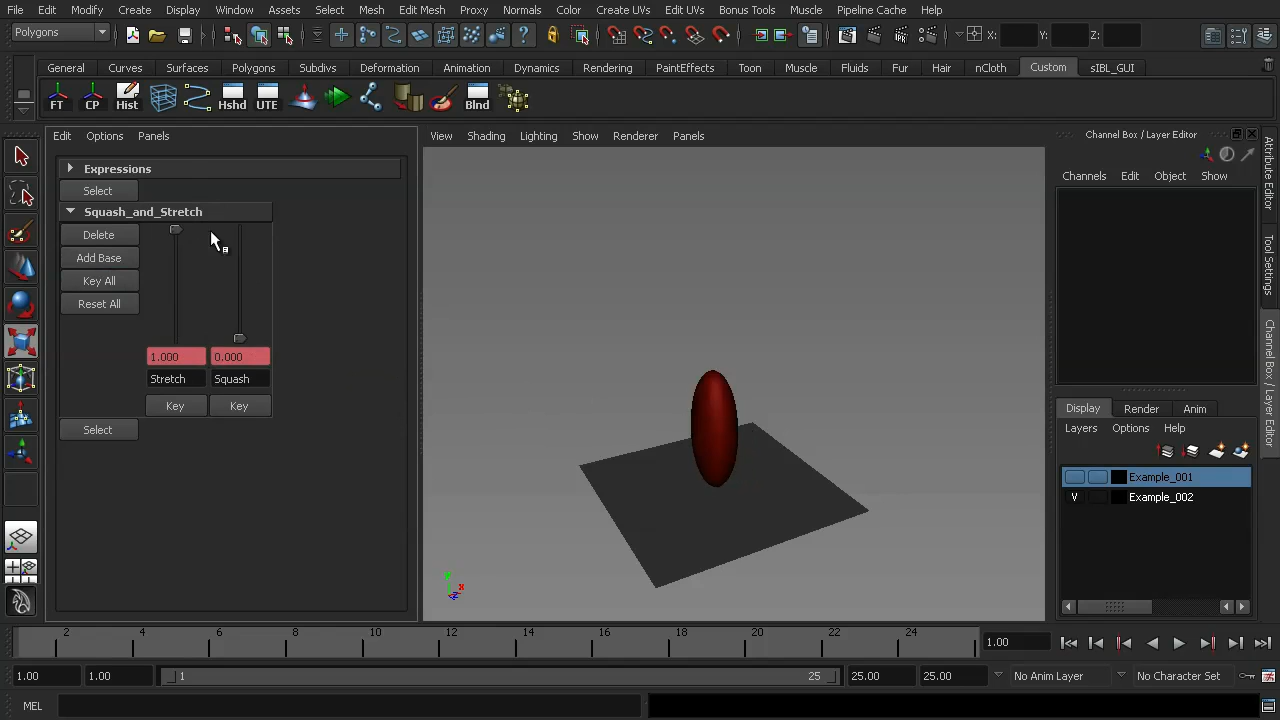 File Edit Modify Create Display Window Assets Select Mesh Edit Mesh Proxy Normals Color Create UVs Edit UVs Bonus Tools Muscle Pipeline Cache Help
Polygons X: Y: Z:
General Curves Surfaces Polygons Subdivs Deformation Animation Dynamics Rendering PaintEffects Toon Muscle Fluids Fur Hair nCloth Custom sIBL_GUI
FT CP Hist Hshd UTE Blnd
Edit Options Panels
View Shading Lighting Show Renderer Panels
Channel Box / Layer Editor
Expressions
Select
Squash_and_Stretch
Delete
Add Base
Key All
Reset All
1.000 0.000
Stretch Squash
Key Key
Select
Channels Edit Object Show
Attribute Editor
Tool Settings
Channel Box / Layer Editor
Display Render Anim
Layers Options Help
Example_001
V Example_002
y x z
2 4 6 8 10 12 14 16 18 20 22 24
1.00
1.00 1.00 1 25 25.00 25.00 No Anim Layer No Character Set
MEL